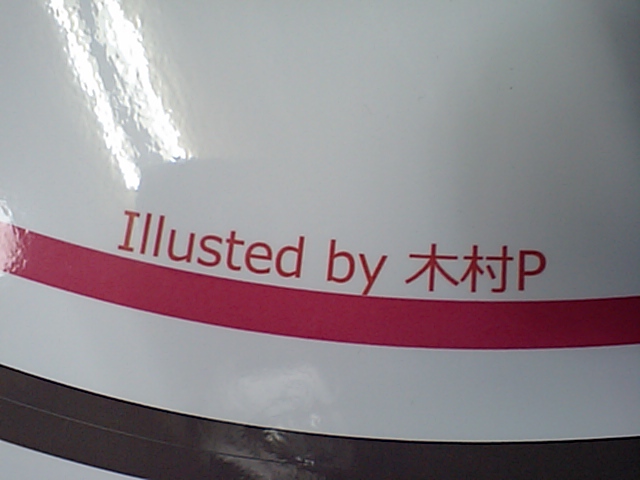 Illusted by 木村P